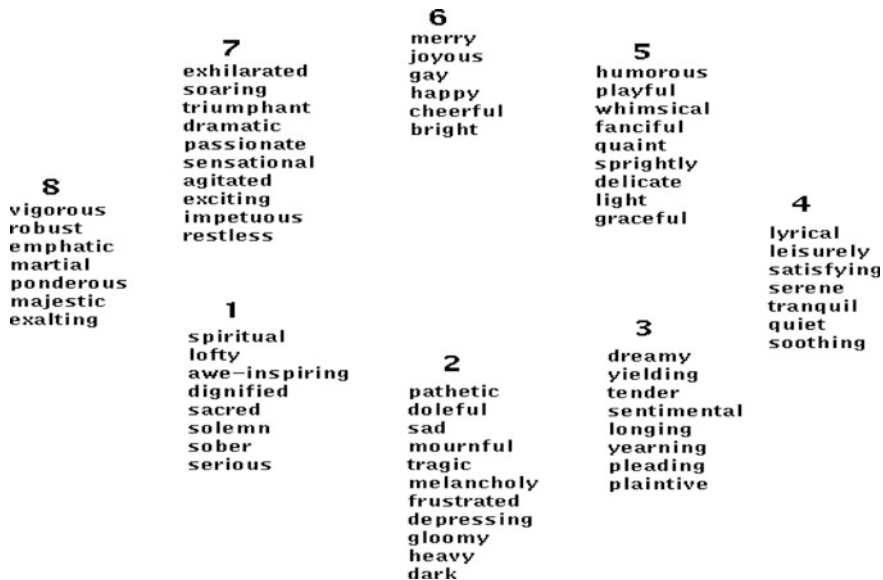 6
merry
joyous
gay
happy
cheerful
bright
7
exhilarated
soaring
triumphant
dramatic
passionate
sensational
agitated
exciting
impetuous
restless
5
humorous
playful
whimsical
fanciful
quaint
sprightly
delicate
light
graceful
8
vigorous
robust
emphatic
martial
ponderous
majestic
exalting
4
lyrical
leisurely
satisfying
serene
tranquil
quiet
soothing
1
spiritual
lofty
awe-inspiring
dignified
sacred
solemn
sober
serious
2
pathetic
doleful
sad
mournful
tragic
melancholy
frustrated
depressing
gloomy
heavy
dark
3
dreamy
yielding
tender
sentimental
longing
yearning
pleading
plaintive